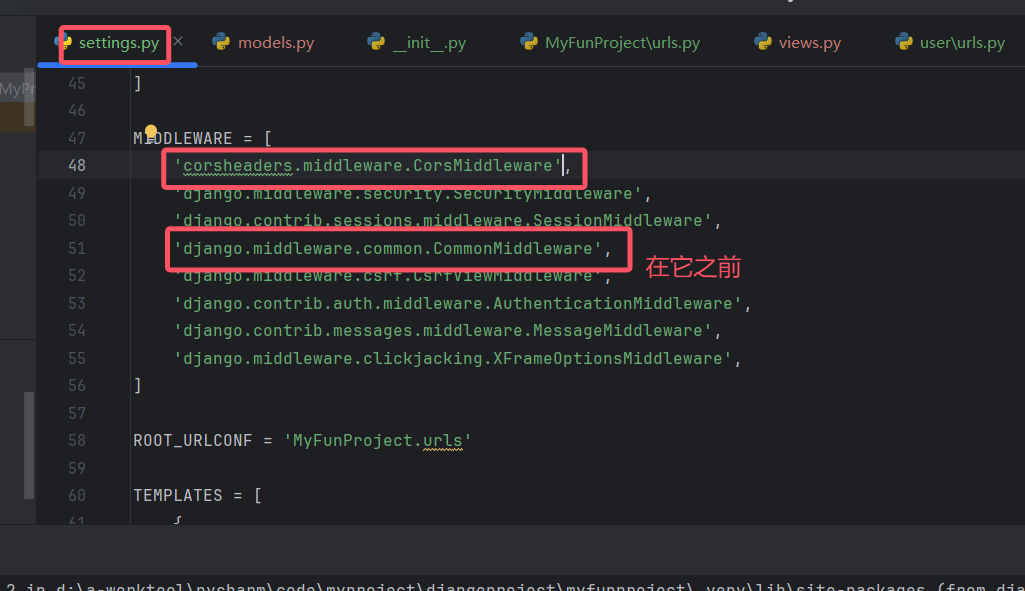 settings.py models.py __init__.py MyFunProject\urls.py views.py user\urls.py
45 ]
46
MyPr
47 MIDDLEWARE = [
48 'corsheaders.middleware.CorsMiddleware',
49 'django.middleware.security.SecurityMiddleware',
50 'django.contrib.sessions.middleware.SessionMiddleware',
51 'django.middleware.common.CommonMiddleware',
在它之前
52 'django.middleware.csrf.CsrfViewMiddleware',
53 'django.contrib.auth.middleware.AuthenticationMiddleware',
54 'django.contrib.messages.middleware.MessageMiddleware',
55 'django.middleware.clickjacking.XFrameOptionsMiddleware',
56 ]
57
58 ROOT_URLCONF = 'MyFunProject.urls'
59
60 TEMPLATES = [
61 {
2 in d:\a-worktool\pycharm\code\myproject\djangoproject\myfunproject\.venv\lib\site-packages (from dja